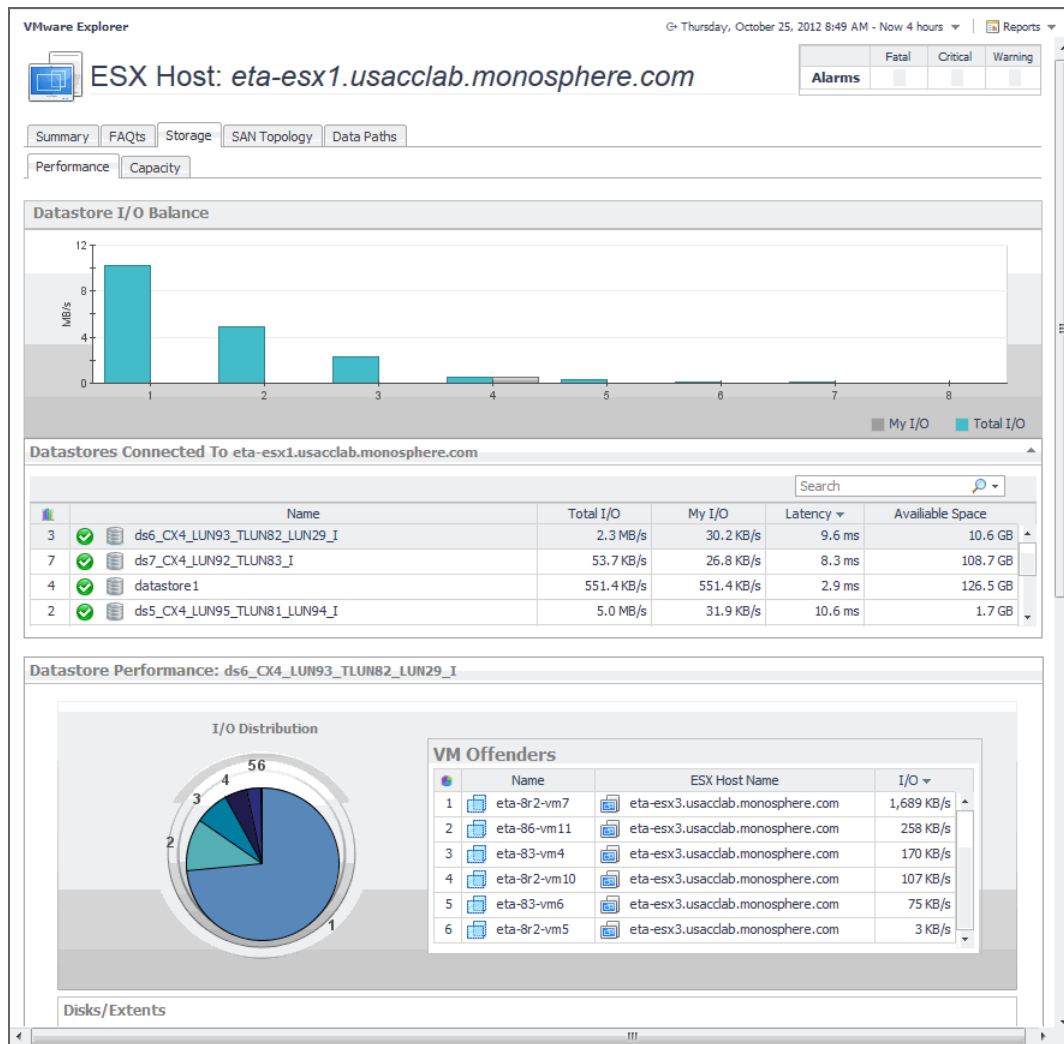 VMware Explorer
Thursday, October 25, 2012 8:49 AM - Now 4 hours
Reports
ESX Host: eta-esx1.usacclab.monosphere.com
Fatal Critical Warning
Alarms
Summary FAQts Storage SAN Topology Data Paths
Performance Capacity
Datastore I/O Balance
12
8
4
0
MB/s
1 2 3 4 5 6 7 8
My I/O Total I/O
Datastores Connected To eta-esx1.usacclab.monosphere.com
Search
Name Total I/O My I/O Latency Available Space
3 ds6_CX4_LUN93_TLUN82_LUN29_I 2.3 MB/s 30.2 KB/s 9.6 ms 10.6 GB
7 ds7_CX4_LUN92_TLUN83_I 53.7 KB/s 26.8 KB/s 8.3 ms 108.7 GB
4 datastore1 551.4 KB/s 551.4 KB/s 2.9 ms 126.5 GB
2 ds5_CX4_LUN95_TLUN81_LUN94_I 5.0 MB/s 31.9 KB/s 10.6 ms 1.7 GB
Datastore Performance: ds6_CX4_LUN93_TLUN82_LUN29_I
I/O Distribution
1
2
3
4
5
6
VM Offenders
Name ESX Host Name I/O
1 eta-8r2-vm7 eta-esx3.usacclab.monosphere.com 1,689 KB/s
2 eta-86-vm11 eta-esx3.usacclab.monosphere.com 258 KB/s
3 eta-83-vm4 eta-esx3.usacclab.monosphere.com 170 KB/s
4 eta-8r2-vm10 eta-esx3.usacclab.monosphere.com 107 KB/s
5 eta-83-vm6 eta-esx3.usacclab.monosphere.com 75 KB/s
6 eta-8r2-vm5 eta-esx3.usacclab.monosphere.com 3 KB/s
Disks/Extents